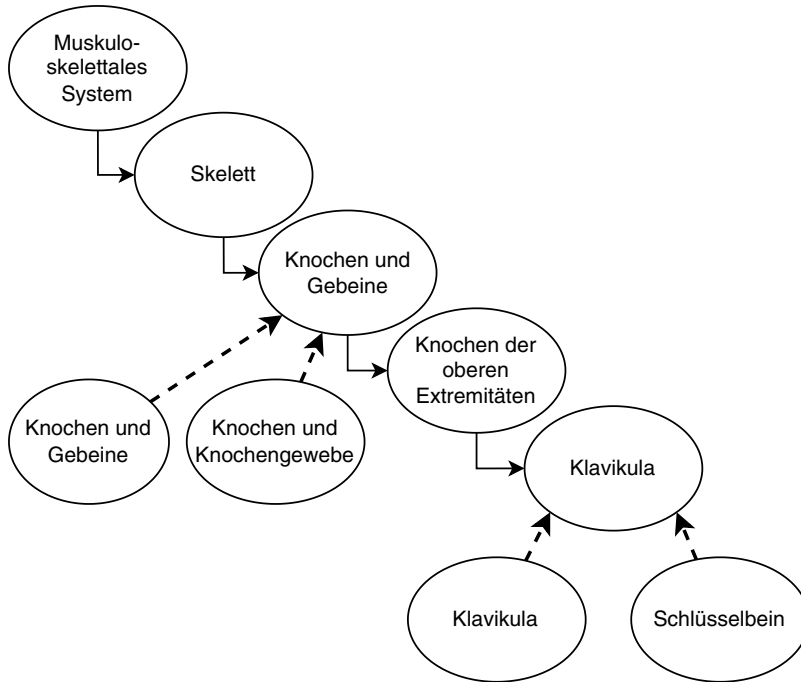 Muskulo-
skelettales
System
Skelett
Knochen und
Gebeine
Knochen der
oberen
Extremitäten
Knochen und
Gebeine
Knochen und
Knochengewebe
Klavikula
Klavikula
Schlüsselbein